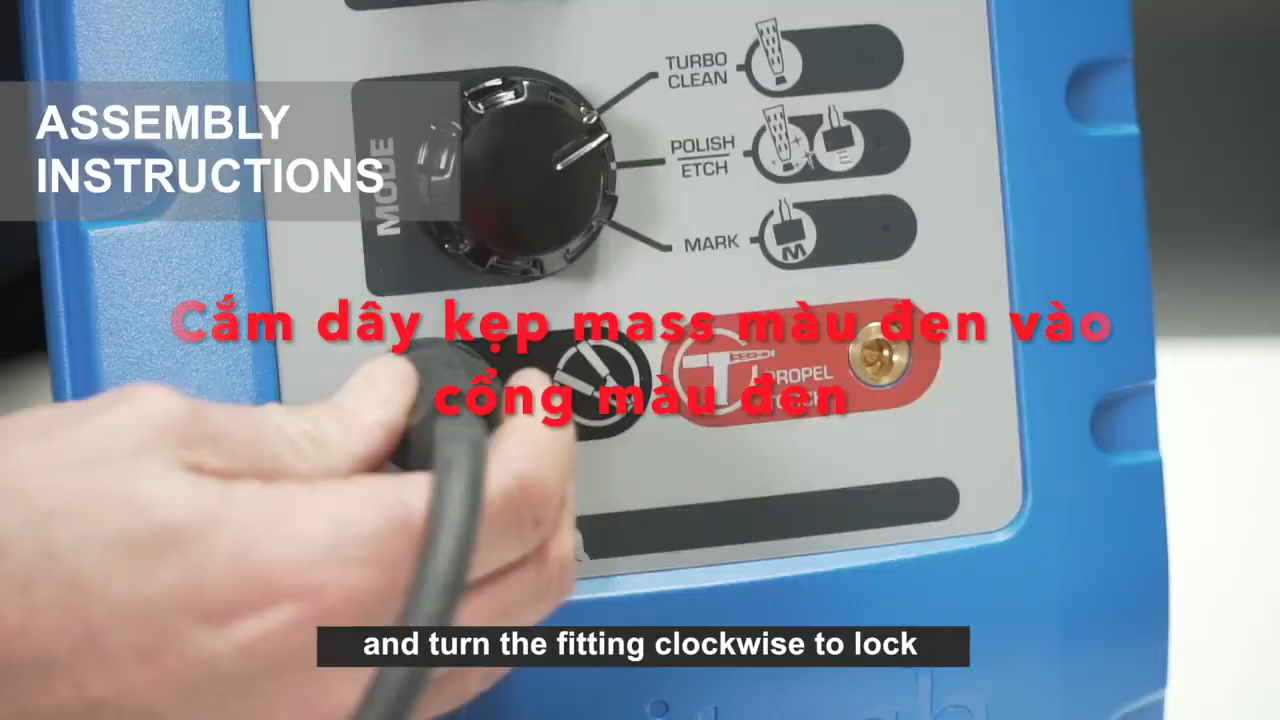 ASSEMBLY
INSTRUCTIONS
MODE
TURBO
CLEAN
POLISH
ETCH
E
MARK
M
Cắm dây kẹp mass màu đen vào
cổng màu đen
T
PROPEL
TORCH
and turn the fitting clockwise to lock